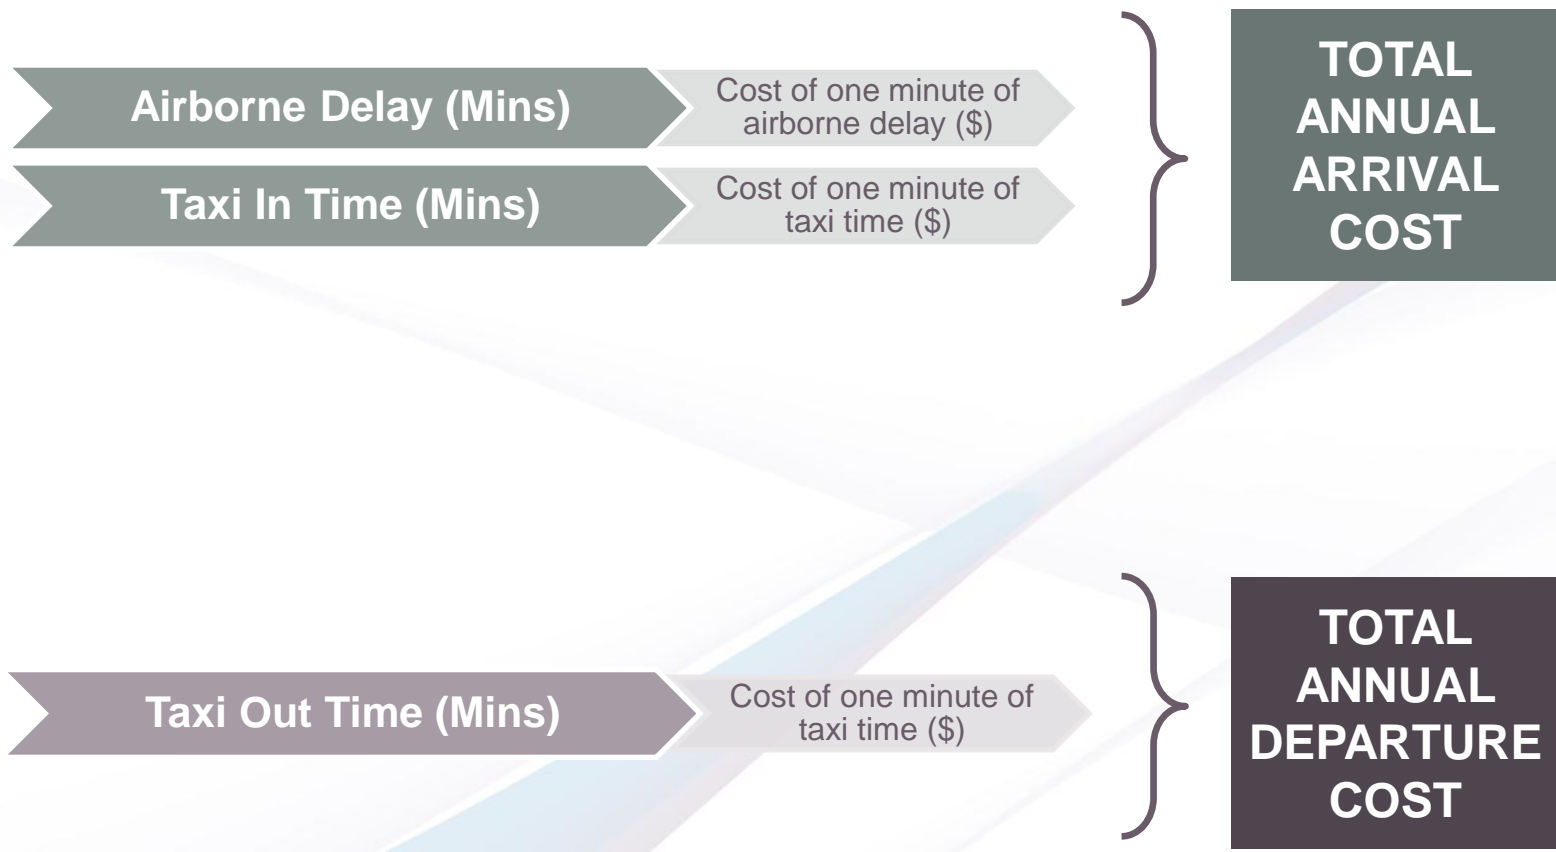 Airborne Delay (Mins)
Cost of one minute of
airborne delay ($)
Taxi In Time (Mins)
Cost of one minute of
taxi time ($)
TOTAL
ANNUAL
ARRIVAL
COST
Taxi Out Time (Mins)
Cost of one minute of
taxi time ($)
TOTAL
ANNUAL
DEPARTURE
COST